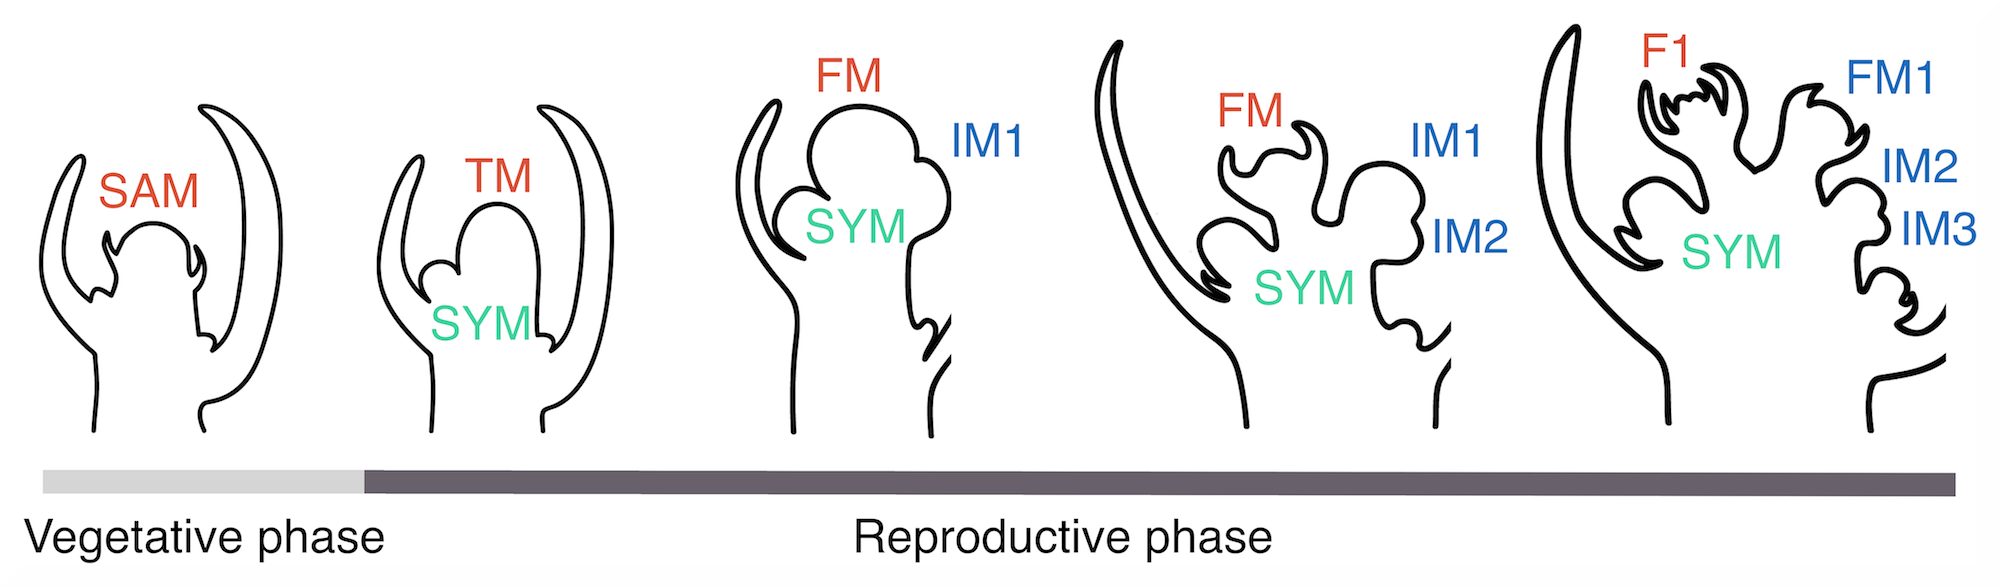 SAM
TM
SYM
FM
IM1
SYM
FM
IM1
IM2
SYM
F1
FM1
IM2
IM3
SYM
Vegetative phase
Reproductive phase